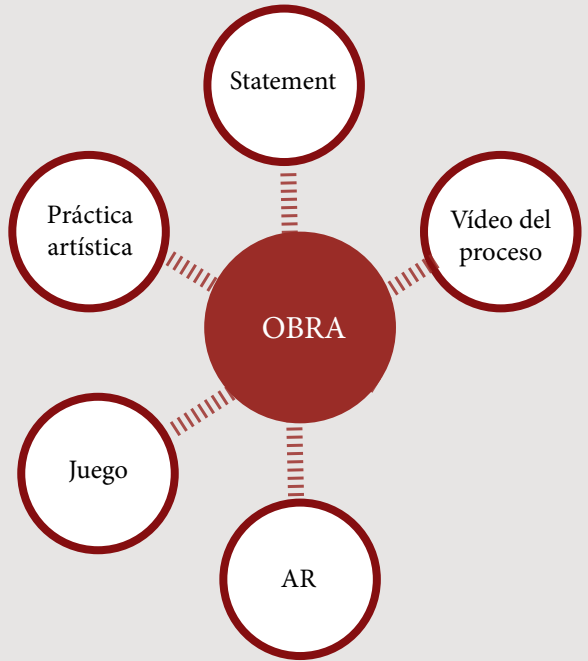 Statement
Práctica
artística
Vídeo del
proceso
OBRA
Juego
AR